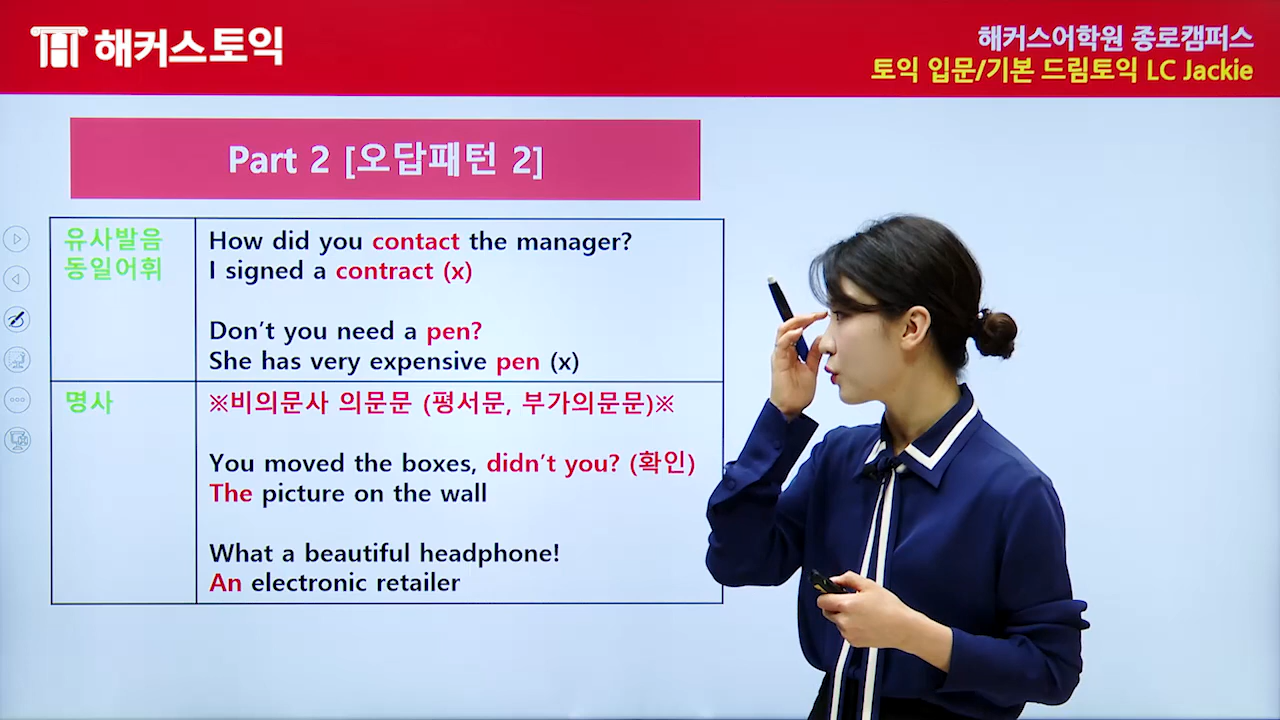 해커스토익
해커스어학원 종로캠퍼스
토익 입문/기본 드림토익 LC Jackie
Part 2 [오답패턴 2]
유사발음
동일어휘
How did you contact the manager?
I signed a contract (x)
Don't you need a pen?
She has very expensive pen (x)
명사
※비의문사 의문문 (평서문, 부가의문문)※
You moved the boxes, didn't you? (확인)
The picture on the wall
What a beautiful headphone!
An electronic retailer